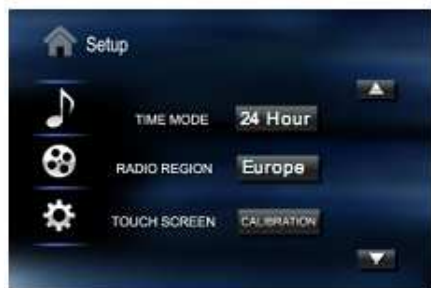 Setup
TIME MODE 24 Hour
RADIO REGION Europe
TOUCH SCREEN CALIBRATION